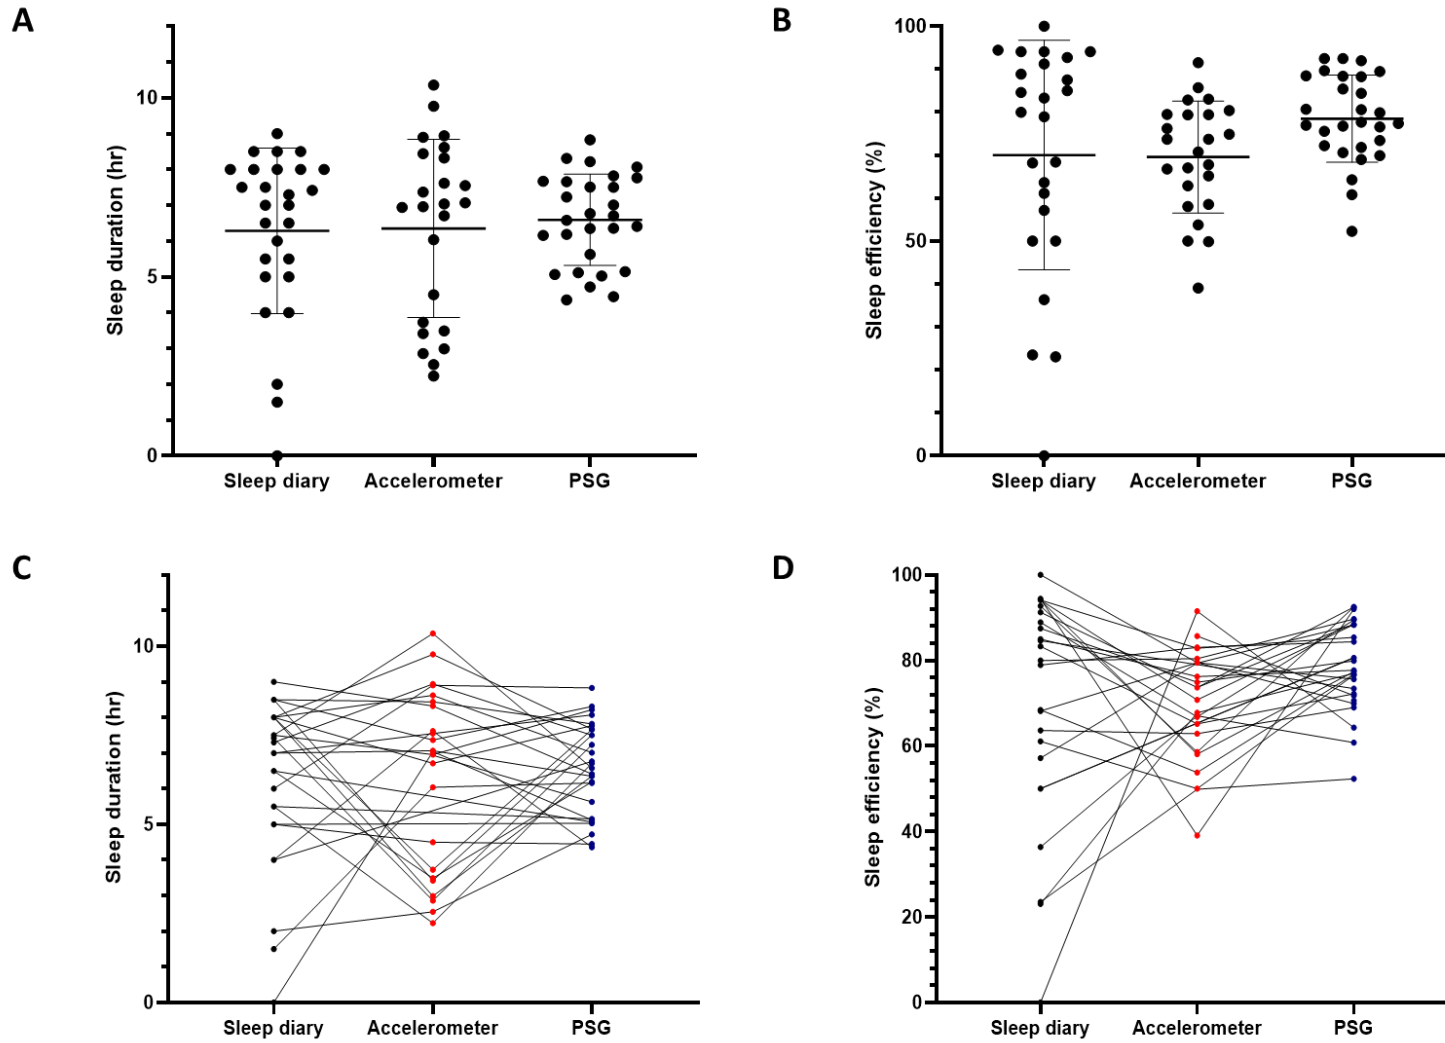 A
Sleep duration (hr)
10
5
0
Sleep diary
Accelerometer
PSG
B
Sleep efficiency (%)
100
50
0
Sleep diary
Accelerometer
PSG
C
Sleep duration (hr)
10
5
0
Sleep diary
Accelerometer
PSG
D
Sleep efficiency (%)
100
80
60
40
20
0
Sleep diary
Accelerometer
PSG